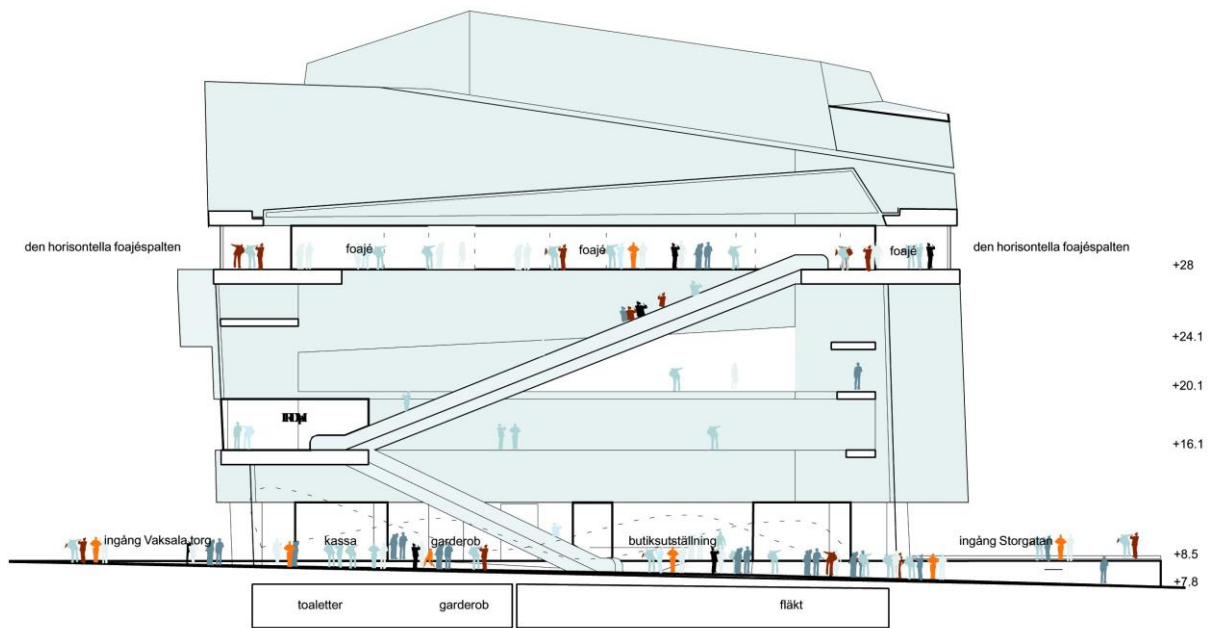 den horisontella foajéspalten
foajé
foajé
foajé
den horisontella foajéspalten
+28
+24.1
+20.1
+16.1
ingång Vaksala torg
kassa
garderob
butiksutställning
ingång Storgatan
+8.5
+7.8
toaletter
garderob
fläkt